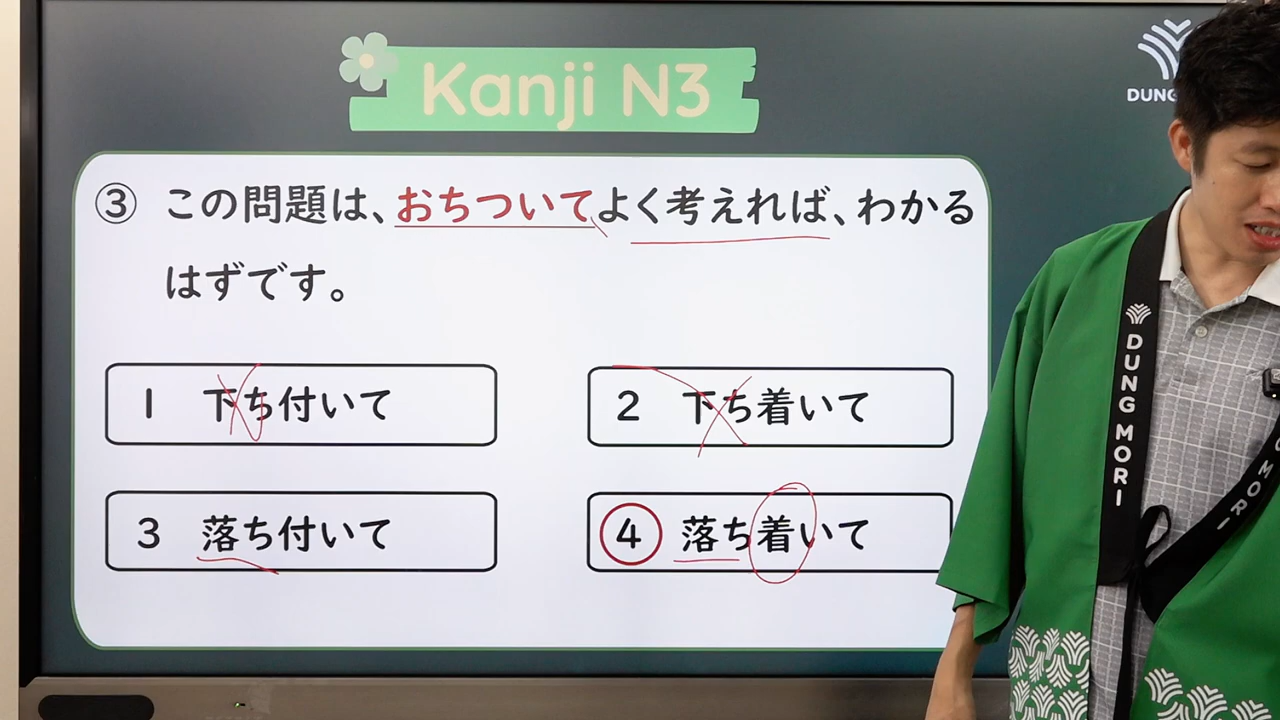 Kanji N3
DUNG
③ この問題は、おちついてよく考えれば、わかる
はずです。
1 下ち付いて
2 下ち着いて
3 落ち付いて
4 落ち着いて
DUNG MORI
MORI